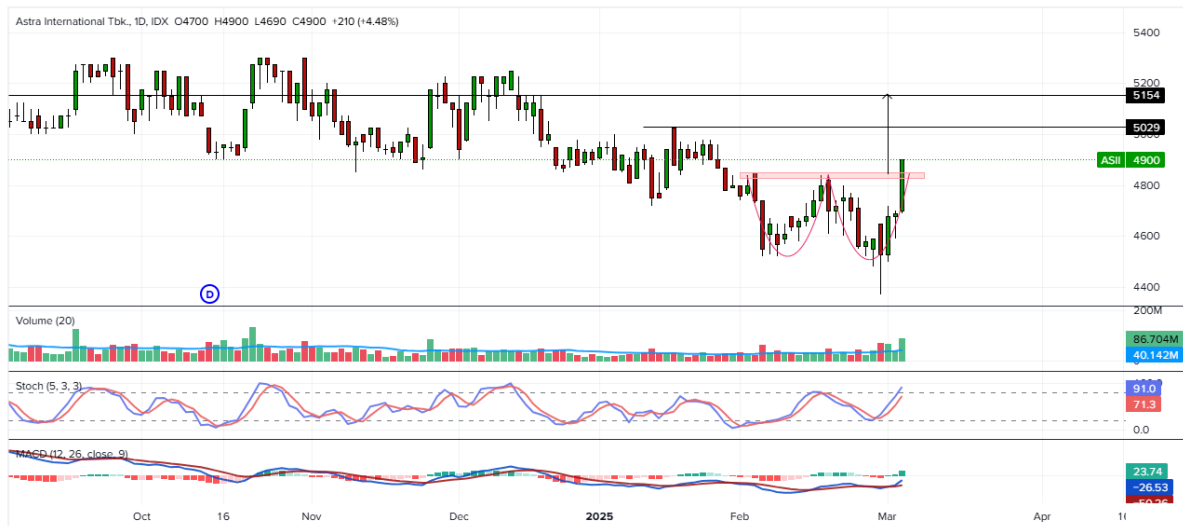 Astra International Tbk., 1D, IDX O4700 H4900 L4690 C4900 +210 (+4.48%)
5400
5200
5154
5029
ASII 4900
4800
4600
4400
D
200M
Volume (20)
86.704M
40.142M
Stoch (5, 3, 3)
91.0
71.3
0.0
MACD (12, 26, close, 9)
23.74
−26.53
Oct 16 Nov Dec 2025 Feb Mar Apr 16